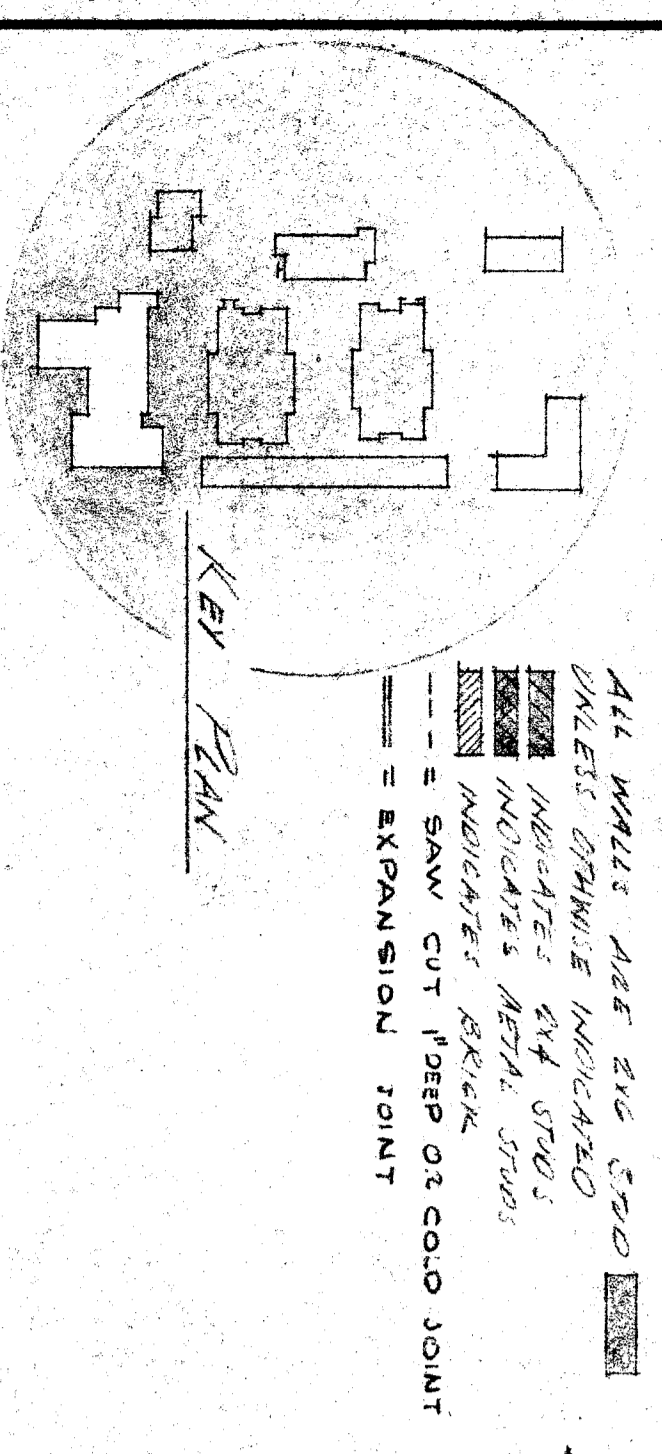 ALL WALLS ARE 2X6 STUD
UNLESS OTHWISE INDICATED
INDICATES 2X4 STUDS
INDICATES METAL STUDS
INDICATES BRICK
--- = SAW CUT 1" DEEP OR COLD JOINT
= EXPANSION JOINT
KEY PLAN